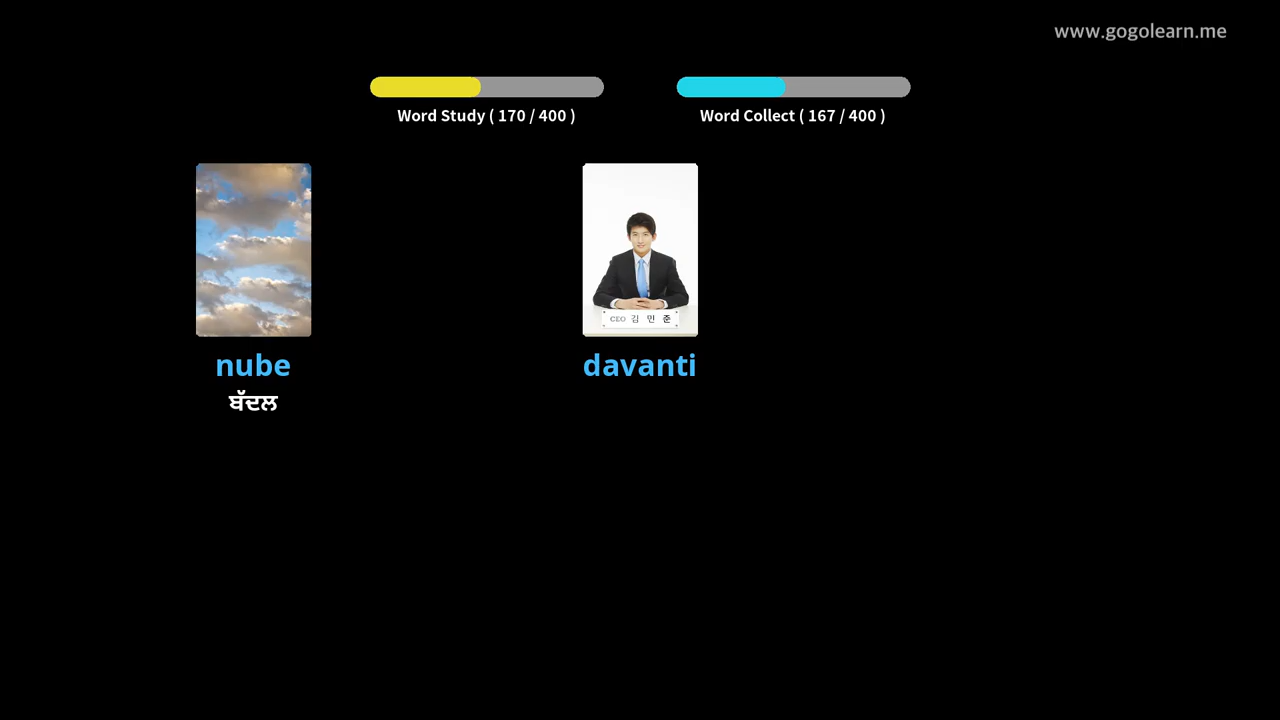 www.gogolearn.me
Word Study ( 170 / 400 )
Word Collect ( 167 / 400 )
CEO 김 민 준
nube
davanti
ਬੱਦਲ